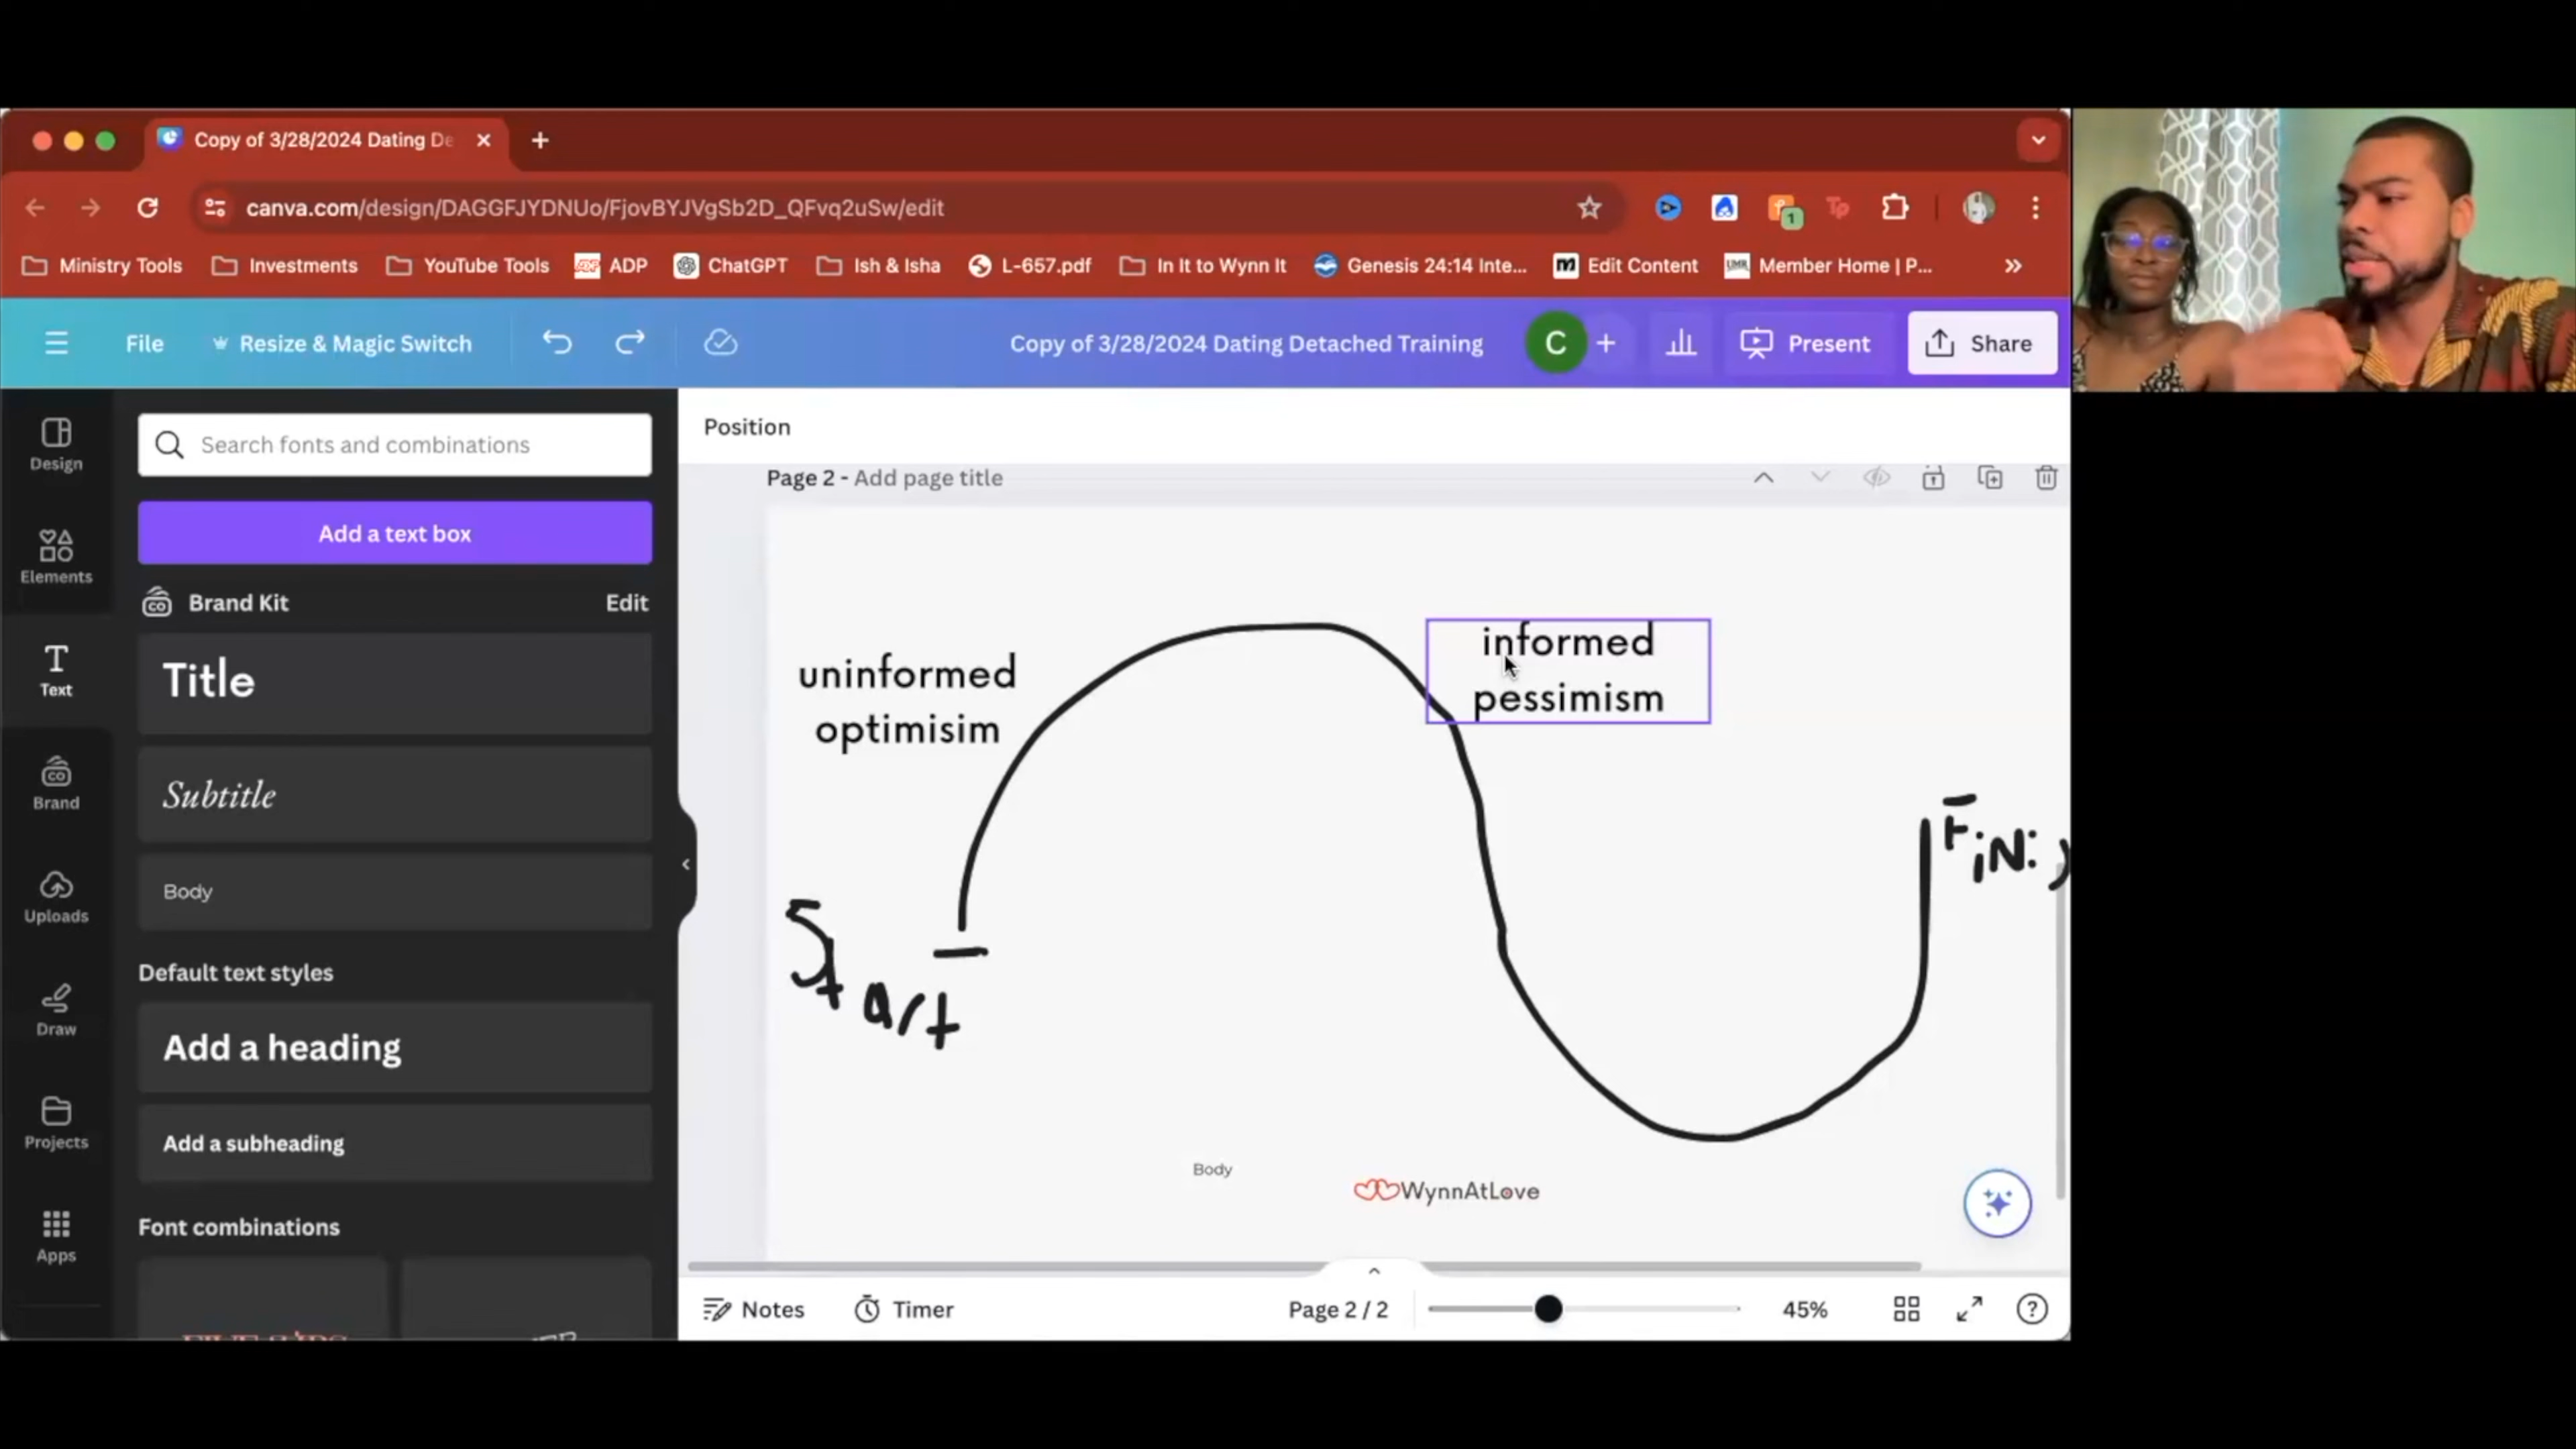 Copy of 3/28/2024 Dating De
canva.com/design/DAGGFJYDNUo/FjovBYJVgSb2D_QFvq2uSw/edit
1
Tp
Ministry Tools
Investments
YouTube Tools
ADP ADP
ChatGPT
Ish & Isha
L-657.pdf
In It to Wynn It
Genesis 24:14 Inte...
Edit Content
UMR Member Home | P...
File
Resize & Magic Switch
Copy of 3/28/2024 Dating Detached Training
C
Present
Share
Design
Elements
Text
Brand
Uploads
Draw
Projects
Apps
Search fonts and combinations
Add a text box
Brand Kit
Edit
Title
Subtitle
Body
Default text styles
Add a heading
Add a subheading
Font combinations
Position
Page 2 - Add page title
uninformed
optimisim
informed
pessimism
Start
Body
WynnAtLove
Notes
Timer
Page 2 / 2
45%